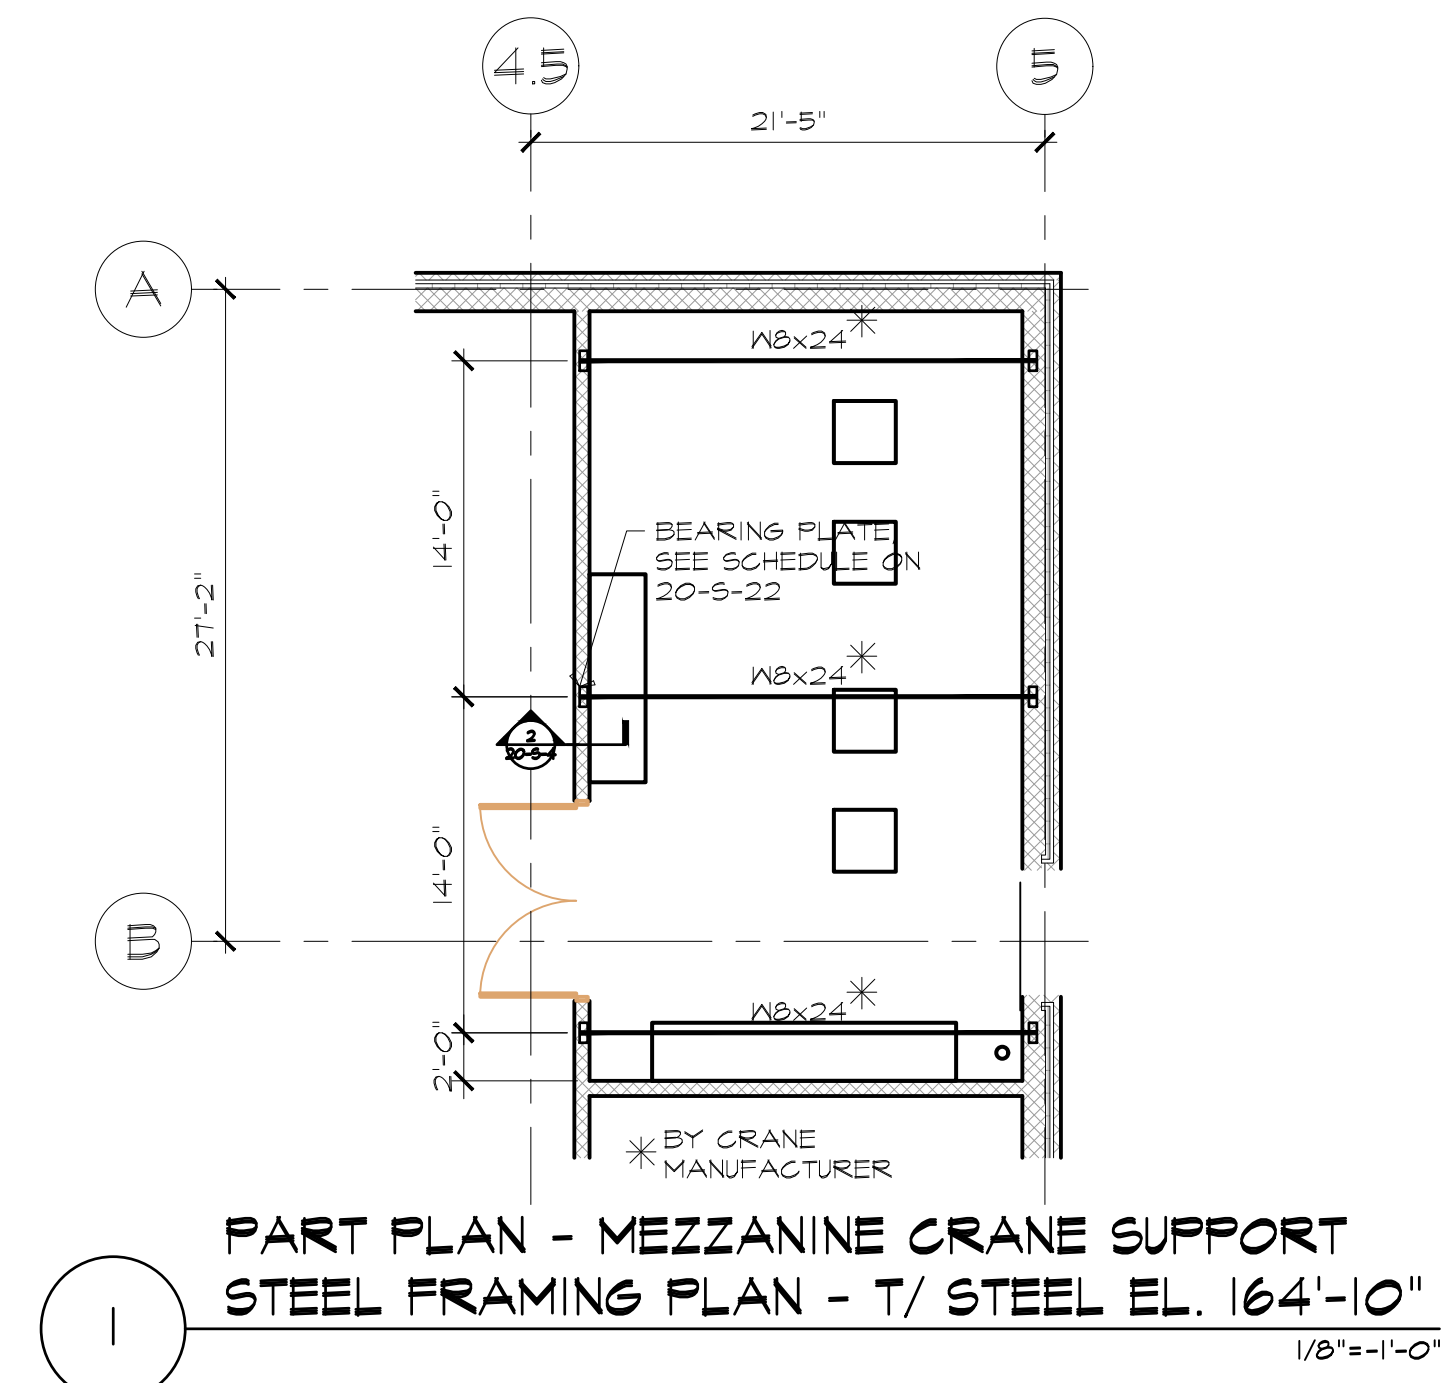 4.5
5
21'-5"
A
W8x24
14'-0"
BEARING PLATE,
SEE SCHEDULE ON
20-S-22
27'-2"
W8x24
2
20-S-4
14'-0"
B
W8x24
2'-0"
BY CRANE
MANUFACTURER
PART PLAN - MEZZANINE CRANE SUPPORT
STEEL FRAMING PLAN - T/ STEEL EL. 164'-10"
1
1/8"=-1'-0"